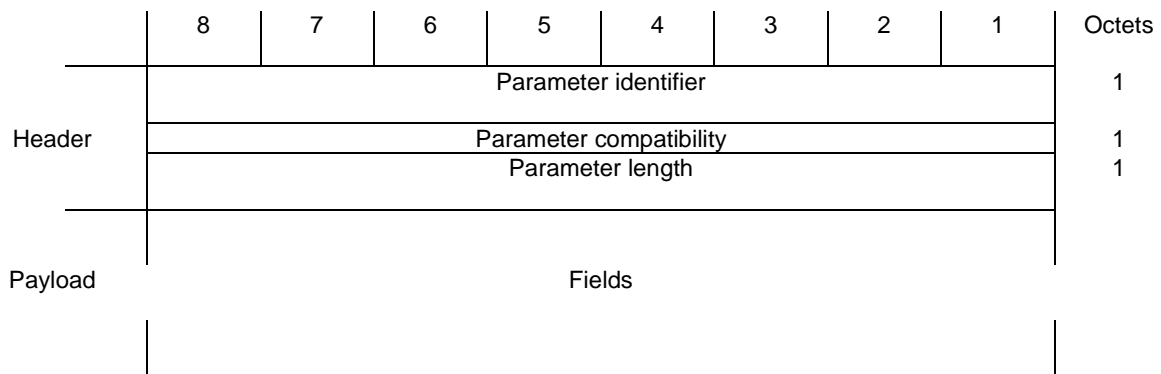 8 7 6 5 4 3 2 1 Octets
Parameter identifier 1
Header Parameter compatibility 1
Parameter length 1
Payload Fields